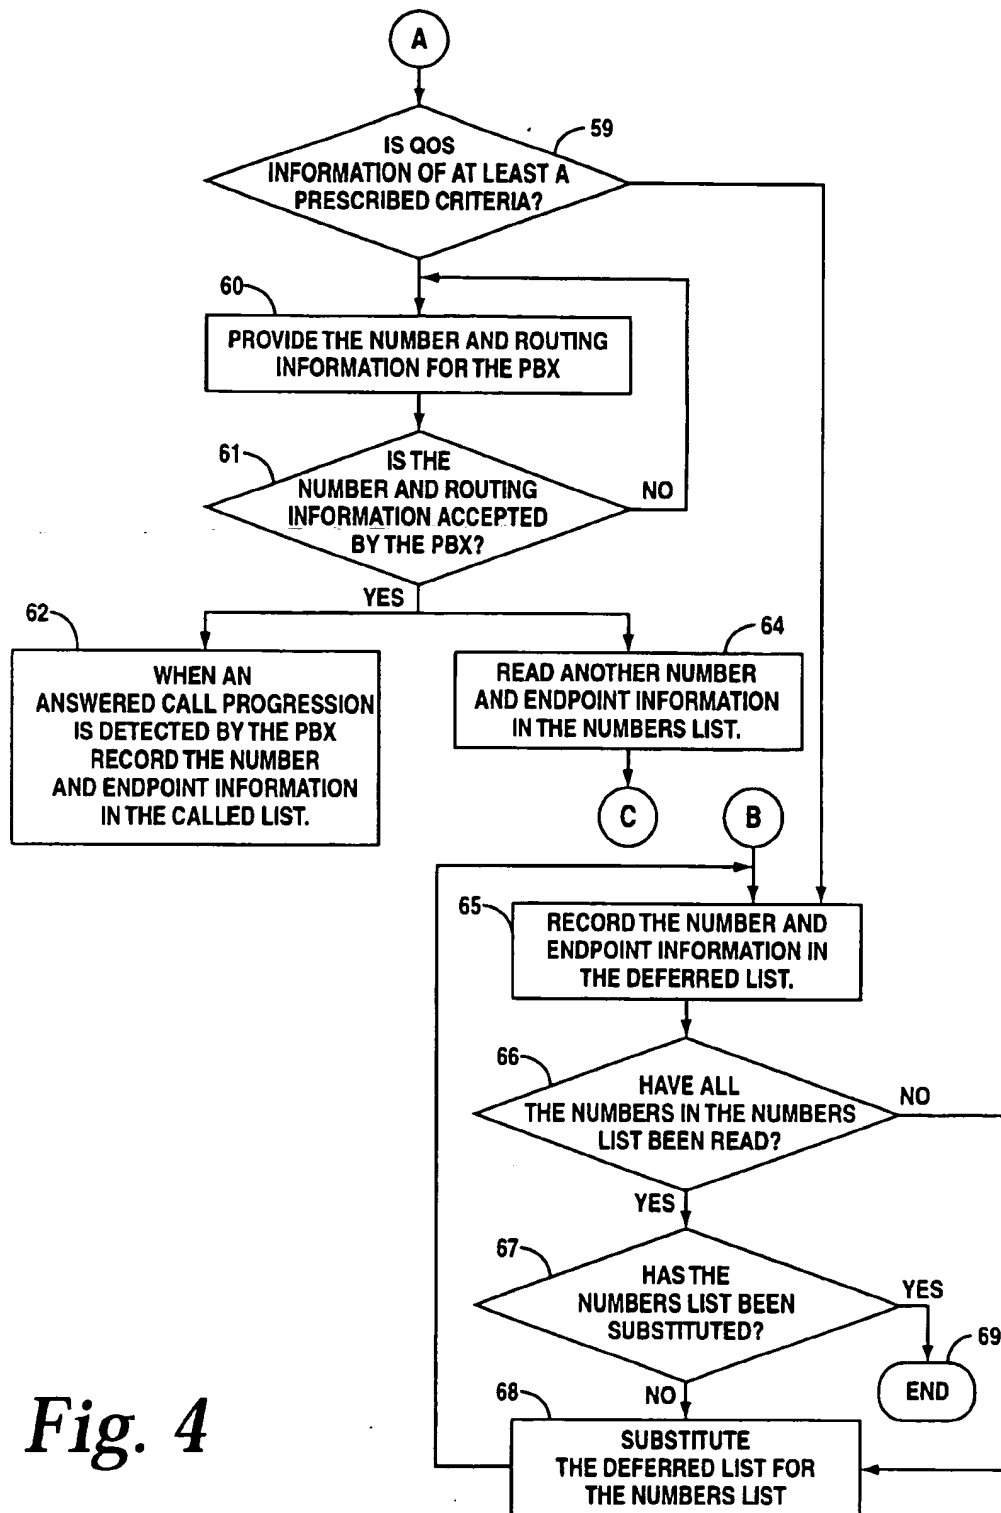 A
59
IS QOS
INFORMATION OF AT LEAST A
PRESCRIBED CRITERIA?
60
PROVIDE THE NUMBER AND ROUTING
INFORMATION FOR THE PBX
61
IS THE
NUMBER AND ROUTING
INFORMATION ACCEPTED
BY THE PBX?
NO
YES
62
WHEN AN
ANSWERED CALL PROGRESSION
IS DETECTED BY THE PBX
RECORD THE NUMBER
AND ENDPOINT INFORMATION
IN THE CALLED LIST.
64
READ ANOTHER NUMBER
AND ENDPOINT INFORMATION
IN THE NUMBERS LIST.
C
B
65
RECORD THE NUMBER AND
ENDPOINT INFORMATION IN
THE DEFERRED LIST.
66
HAVE ALL
THE NUMBERS IN THE NUMBERS
LIST BEEN READ?
NO
YES
67
HAS THE
NUMBERS LIST BEEN
SUBSTITUTED?
YES
69
END
NO
68
SUBSTITUTE
THE DEFERRED LIST FOR
THE NUMBERS LIST
Fig. 4